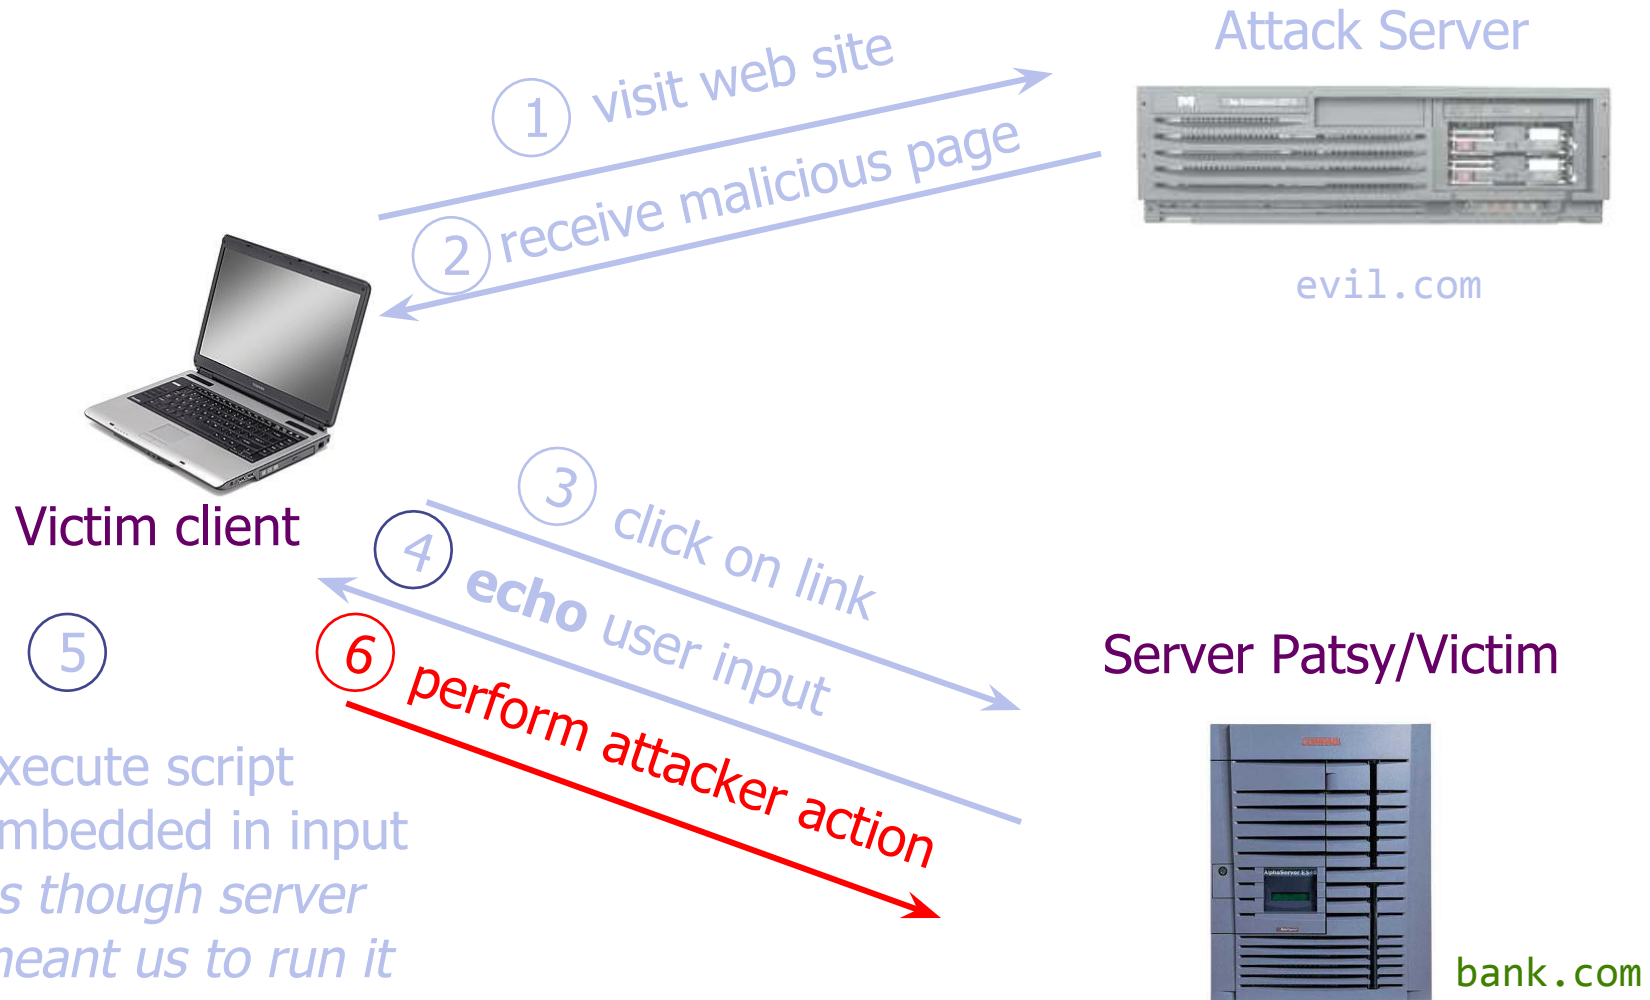 Attack Server
1 visit web site
2 receive malicious page
evil.com
Victim client
3 click on link
4 echo user input
5
6 perform attacker action
Server Patsy/Victim
xecute script
mbedded in input
s though server
neant us to run it
AlphaServer ES40
bank.com